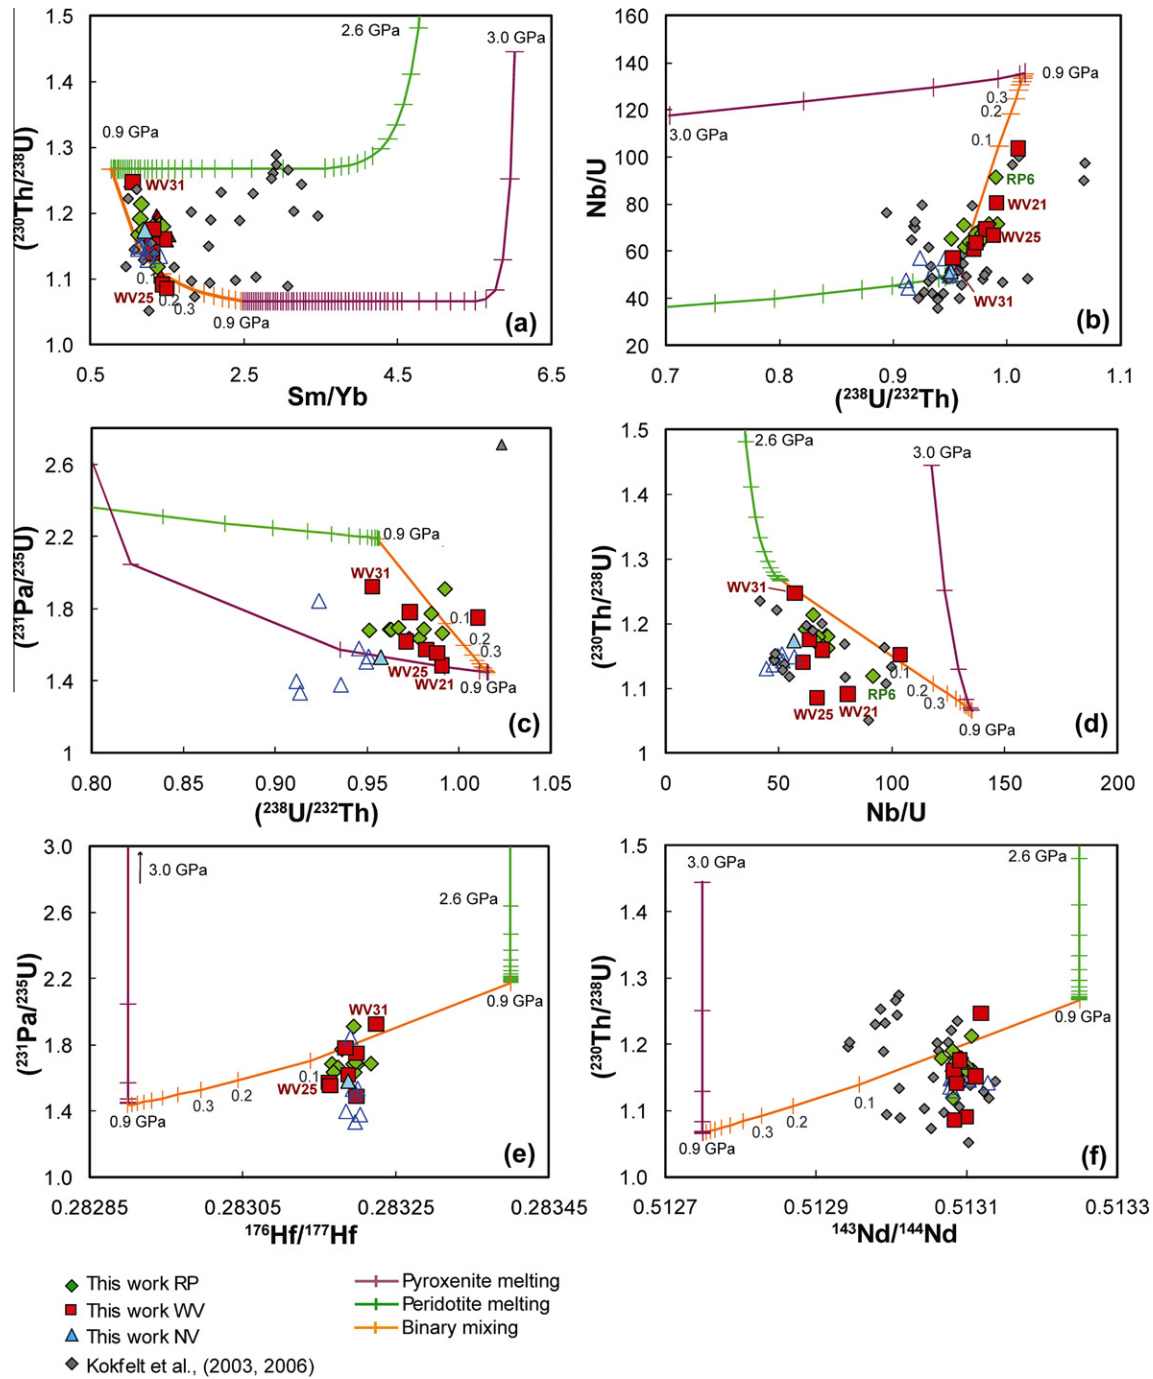 1.5
1.4
1.3
1.2
1.1
1.0
(²³⁰Th/²³⁸U)
0.5
2.5
4.5
6.5
Sm/Yb
2.6 GPa
3.0 GPa
0.9 GPa
WV31
WV25
0.1
0.2
0.3
0.9 GPa
(a)
160
140
120
100
80
60
40
20
Nb/U
0.7
0.8
0.9
1.0
1.1
(²³⁸U/²³²Th)
0.9 GPa
3.0 GPa
0.3
0.2
0.1
RP6
WV21
WV25
WV31
(b)
2.6
2.2
1.8
1.4
1
(²³¹Pa/²³⁵U)
0.80
0.85
0.90
0.95
1.00
1.05
(²³⁸U/²³²Th)
0.9 GPa
WV31
0.1
0.2
0.3
WV25
WV21
0.9 GPa
(c)
1.5
1.4
1.3
1.2
1.1
1
(²³⁰Th/²³⁸U)
0
50
100
150
200
Nb/U
2.6 GPa
3.0 GPa
WV31
0.1
0.2
0.3
RP6
WV25
WV21
0.9 GPa
(d)
3.0
2.6
2.2
1.8
1.4
1.0
(²³¹Pa/²³⁵U)
0.28285
0.28305
0.28325
0.28345
¹⁷⁶Hf/¹⁷⁷Hf
3.0 GPa
2.6 GPa
0.9 GPa
WV31
WV25
0.1
0.2
0.3
0.9 GPa
(e)
1.5
1.4
1.3
1.2
1.1
1.0
(²³⁰Th/²³⁸U)
0.5127
0.5129
0.5131
0.5133
¹⁴³Nd/¹⁴⁴Nd
3.0 GPa
2.6 GPa
0.9 GPa
0.1
0.2
0.3
0.9 GPa
(f)
This work RP
This work WV
This work NV
Kokfelt et al., (2003, 2006)
Pyroxenite melting
Peridotite melting
Binary mixing